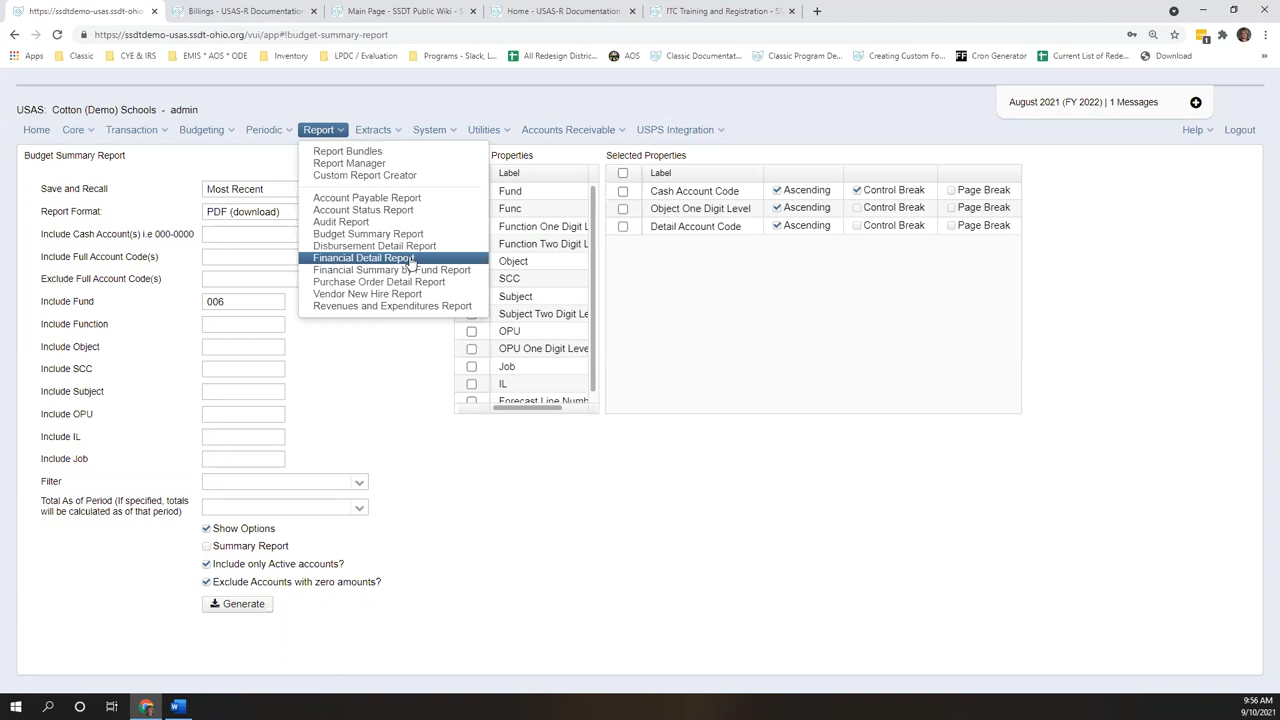 https://ssdtdemo-usas.ssdt-ohio.org/
Billings - USAS-R Documentation
Main Page - SSDT Public Wiki -
Home - USAS-R Documentation
ITC Training and Registration - SS
https://ssdtdemo-usas.ssdt-ohio.org/vui/app#!budget-summary-report
Apps
Classic
CYE & IRS
EMIS * AOS * ODE
Inventory
LPDC / Evaluation
Programs - Slack, L...
All Redesign Distric...
AOS
Classic Documentat...
Classic Program De...
Creating Custom Fo...
Cron Generator
Current List of Rede...
Download
USAS: Cotton (Demo) Schools - admin
August 2021 (FY 2022) | 1 Messages
Home
Core
Transaction
Budgeting
Periodic
Report
Extracts
System
Utilities
Accounts Receivable
USPS Integration
Help
Logout
Report Bundles
Report Manager
Custom Report Creator
Account Payable Report
Account Status Report
Audit Report
Budget Summary Report
Disbursement Detail Report
Financial Detail Report
Financial Summary by Fund Report
Purchase Order Detail Report
Vendor New Hire Report
Revenues and Expenditures Report
Budget Summary Report
Save and Recall
Most Recent
Report Format:
PDF (download)
Include Cash Account(s) i.e 000-0000
Include Full Account Code(s)
Exclude Full Account Code(s)
Include Fund
006
Include Function
Include Object
Include SCC
Include Subject
Include OPU
Include IL
Include Job
Filter
Total As of Period (If specified, totals
will be calculated as of that period)
Show Options
Summary Report
Include only Active accounts?
Exclude Accounts with zero amounts?
Generate
Properties
Label
Fund
Func
Function One Digit L
Function Two Digit L
Object
SCC
Subject
Subject Two Digit L
OPU
OPU One Digit Leve
Job
IL
Forecast Line Numb
Selected Properties
Label
Cash Account Code
Ascending
Control Break
Page Break
Object One Digit Level
Ascending
Control Break
Page Break
Detail Account Code
Ascending
Control Break
Page Break
9:56 AM
9/10/2021